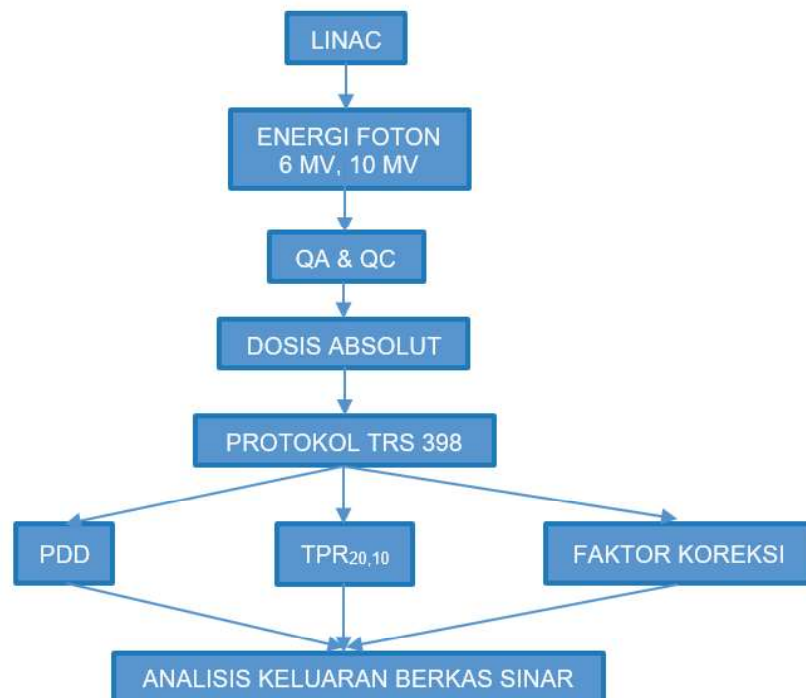 LINAC
ENERGI FOTON
6 MV, 10 MV
QA & QC
DOSIS ABSOLUT
PROTOKOL TRS 398
PDD
TPR₂₀,₁₀
FAKTOR KOREKSI
ANALISIS KELUARAN BERKAS SINAR